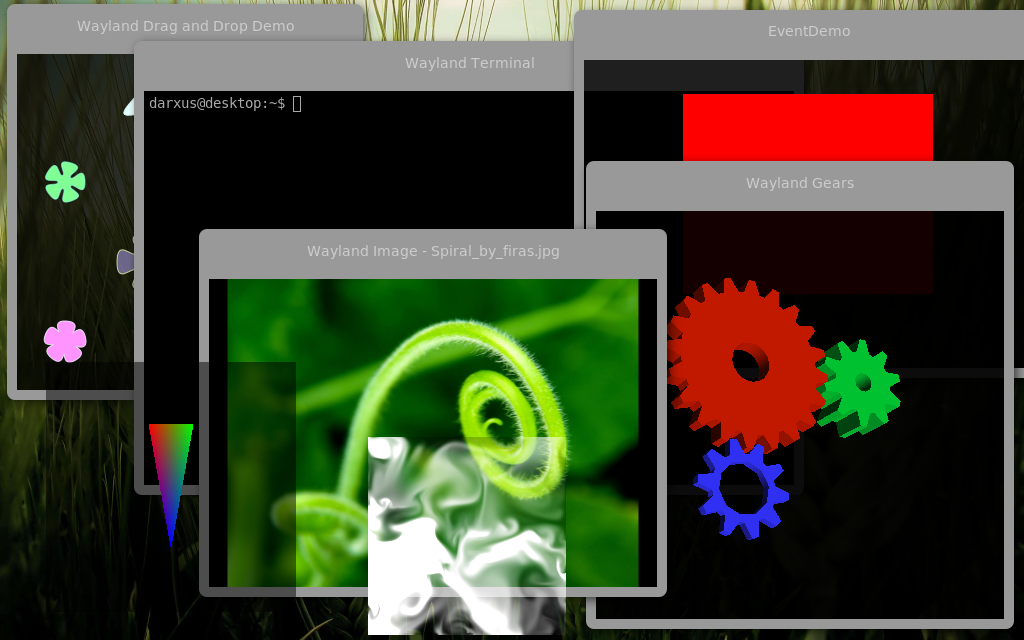 Wayland Drag and Drop Demo
EventDemo
Wayland Terminal
darxus@desktop:~$
Wayland Gears
Wayland Image - Spiral_by_firas.jpg